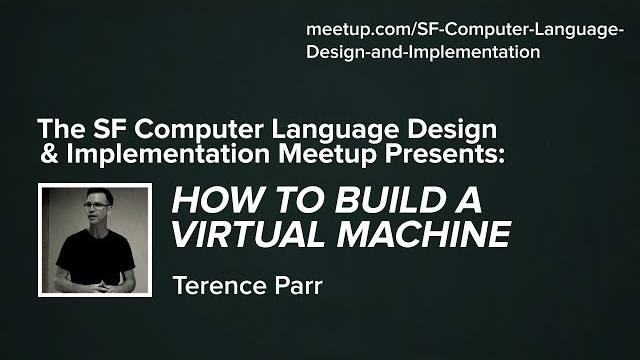 meetup.com/SF-Computer-Language-
Design-and-Implementation
The SF Computer Language Design
& Implementation Meetup Presents:
HOW TO BUILD A
VIRTUAL MACHINE
Terence Parr